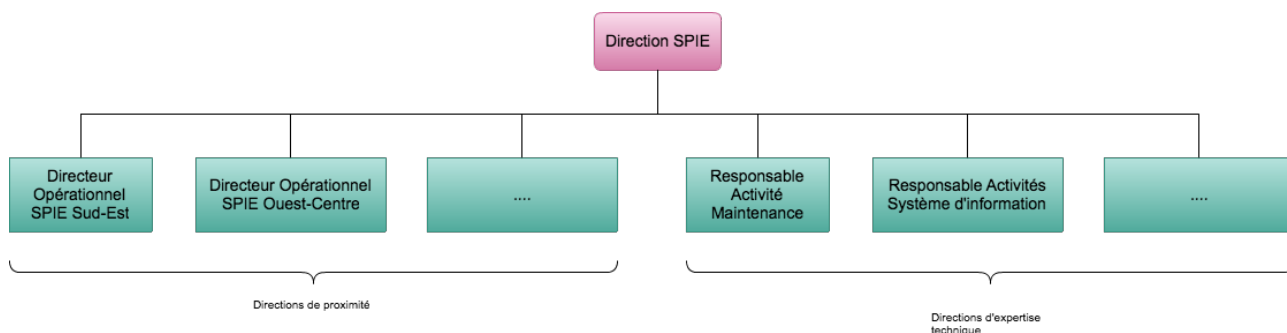 Direction SPIE
Directeur
Opérationnel
SPIE Sud-Est
Directeur Opérationnel
SPIE Ouest-Centre
....
Responsable
Activité
Maintenance
Responsable Activités
Système d'information
....
Directions de proximité
Directions d'expertise
technique